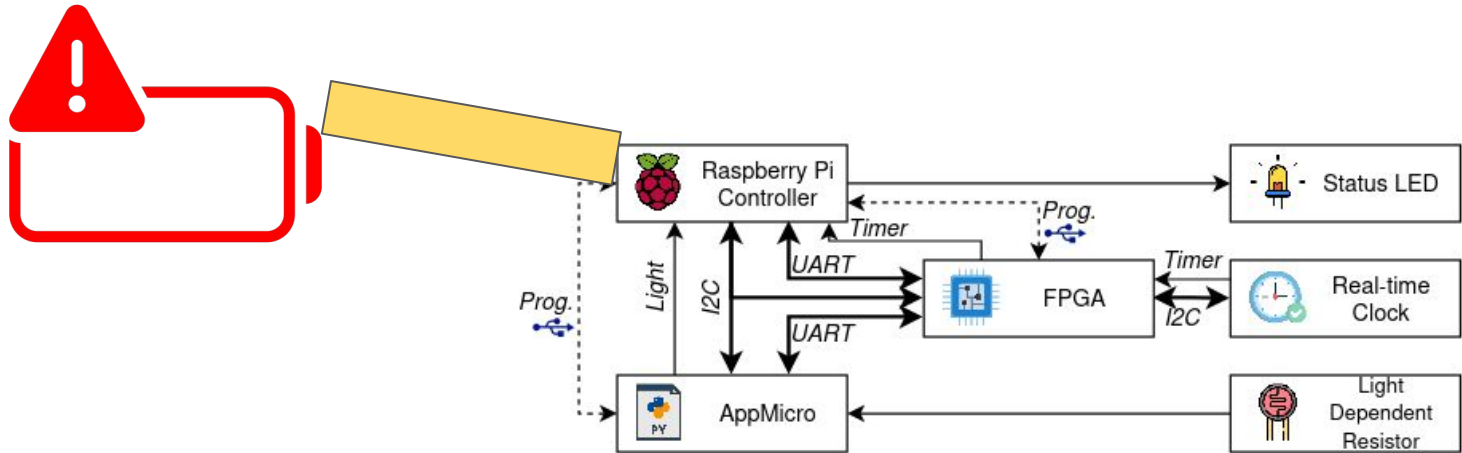 Raspberry Pi
Controller
Status LED
Prog.
Timer
UART
Light
I2C
Prog.
FPGA
Timer
I2C
Real-time
Clock
UART
PY
AppMicro
Light
Dependent
Resistor